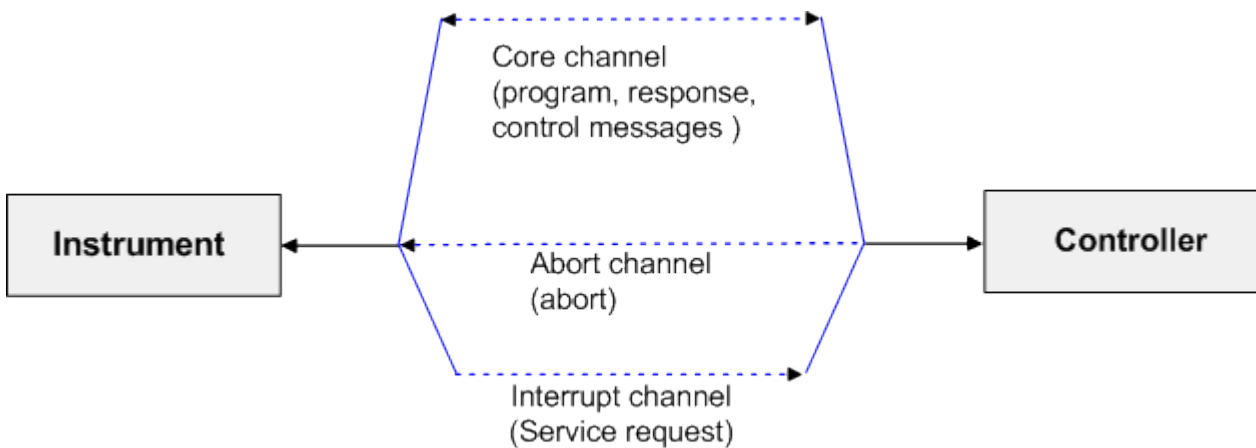 Core channel
(program, response,
control messages )
Instrument
Controller
Abort channel
(abort)
Interrupt channel
(Service request)